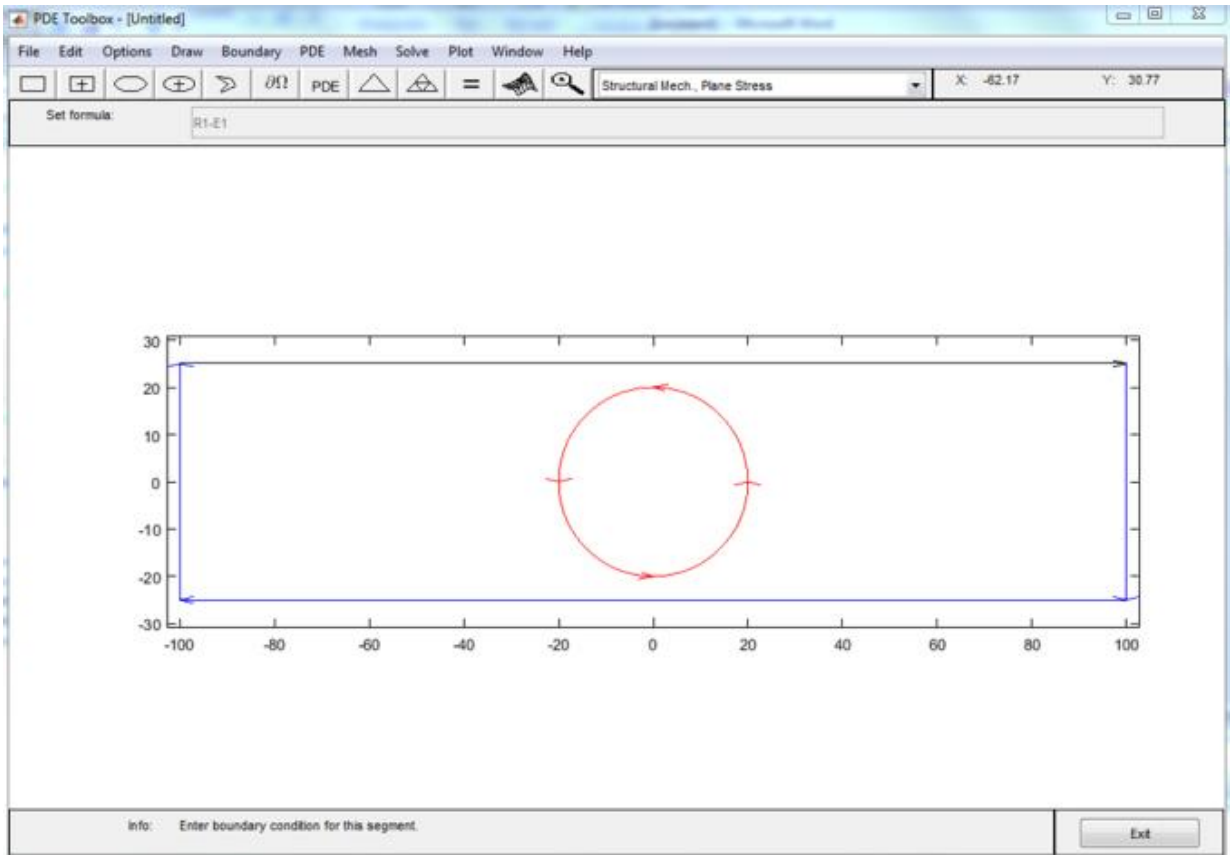 PDE Toolbox - [Untitled]
File Edit Options Draw Boundary PDE Mesh Solve Plot Window Help
∂Ω PDE = Structural Mech., Plane Stress X: -62.17 Y: 30.77
Set formula: R1-E1
30
20
10
0
-10
-20
-30
-100 -80 -60 -40 -20 0 20 40 60 80 100
Info: Enter boundary condition for this segment. Exit